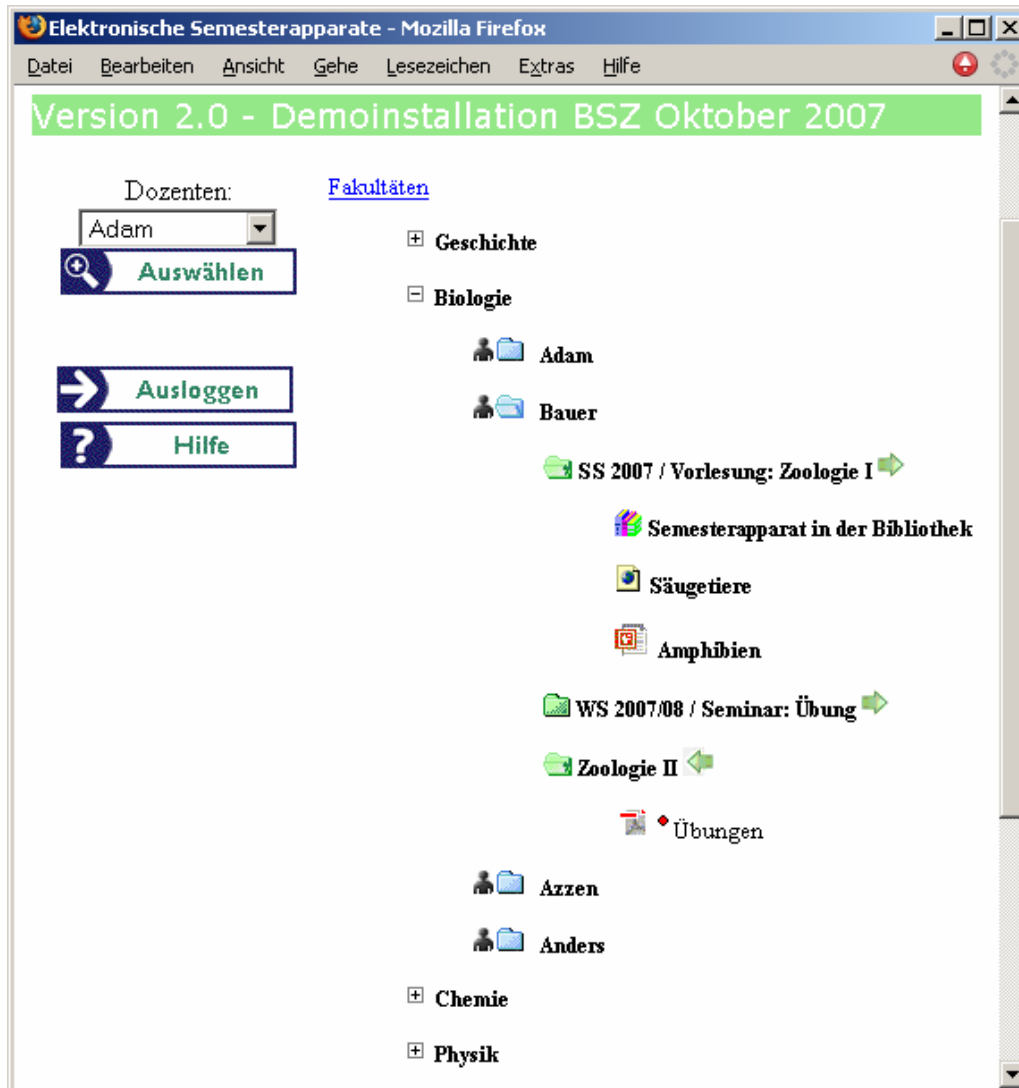 Elektronische Semesterapparate - Mozilla Firefox
Datei Bearbeiten Ansicht Gehe Lesezeichen Extras Hilfe
Version 2.0 - Demoinstallation BSZ Oktober 2007
Dozenten:
Adam
Auswählen
Ausloggen
Hilfe
Fakultäten
Geschichte
Biologie
Adam
Bauer
SS 2007 / Vorlesung: Zoologie I
Semesterapparat in der Bibliothek
Säugetiere
Amphibien
WS 2007/08 / Seminar: Übung
Zoologie II
Übungen
Azzen
Anders
Chemie
Physik